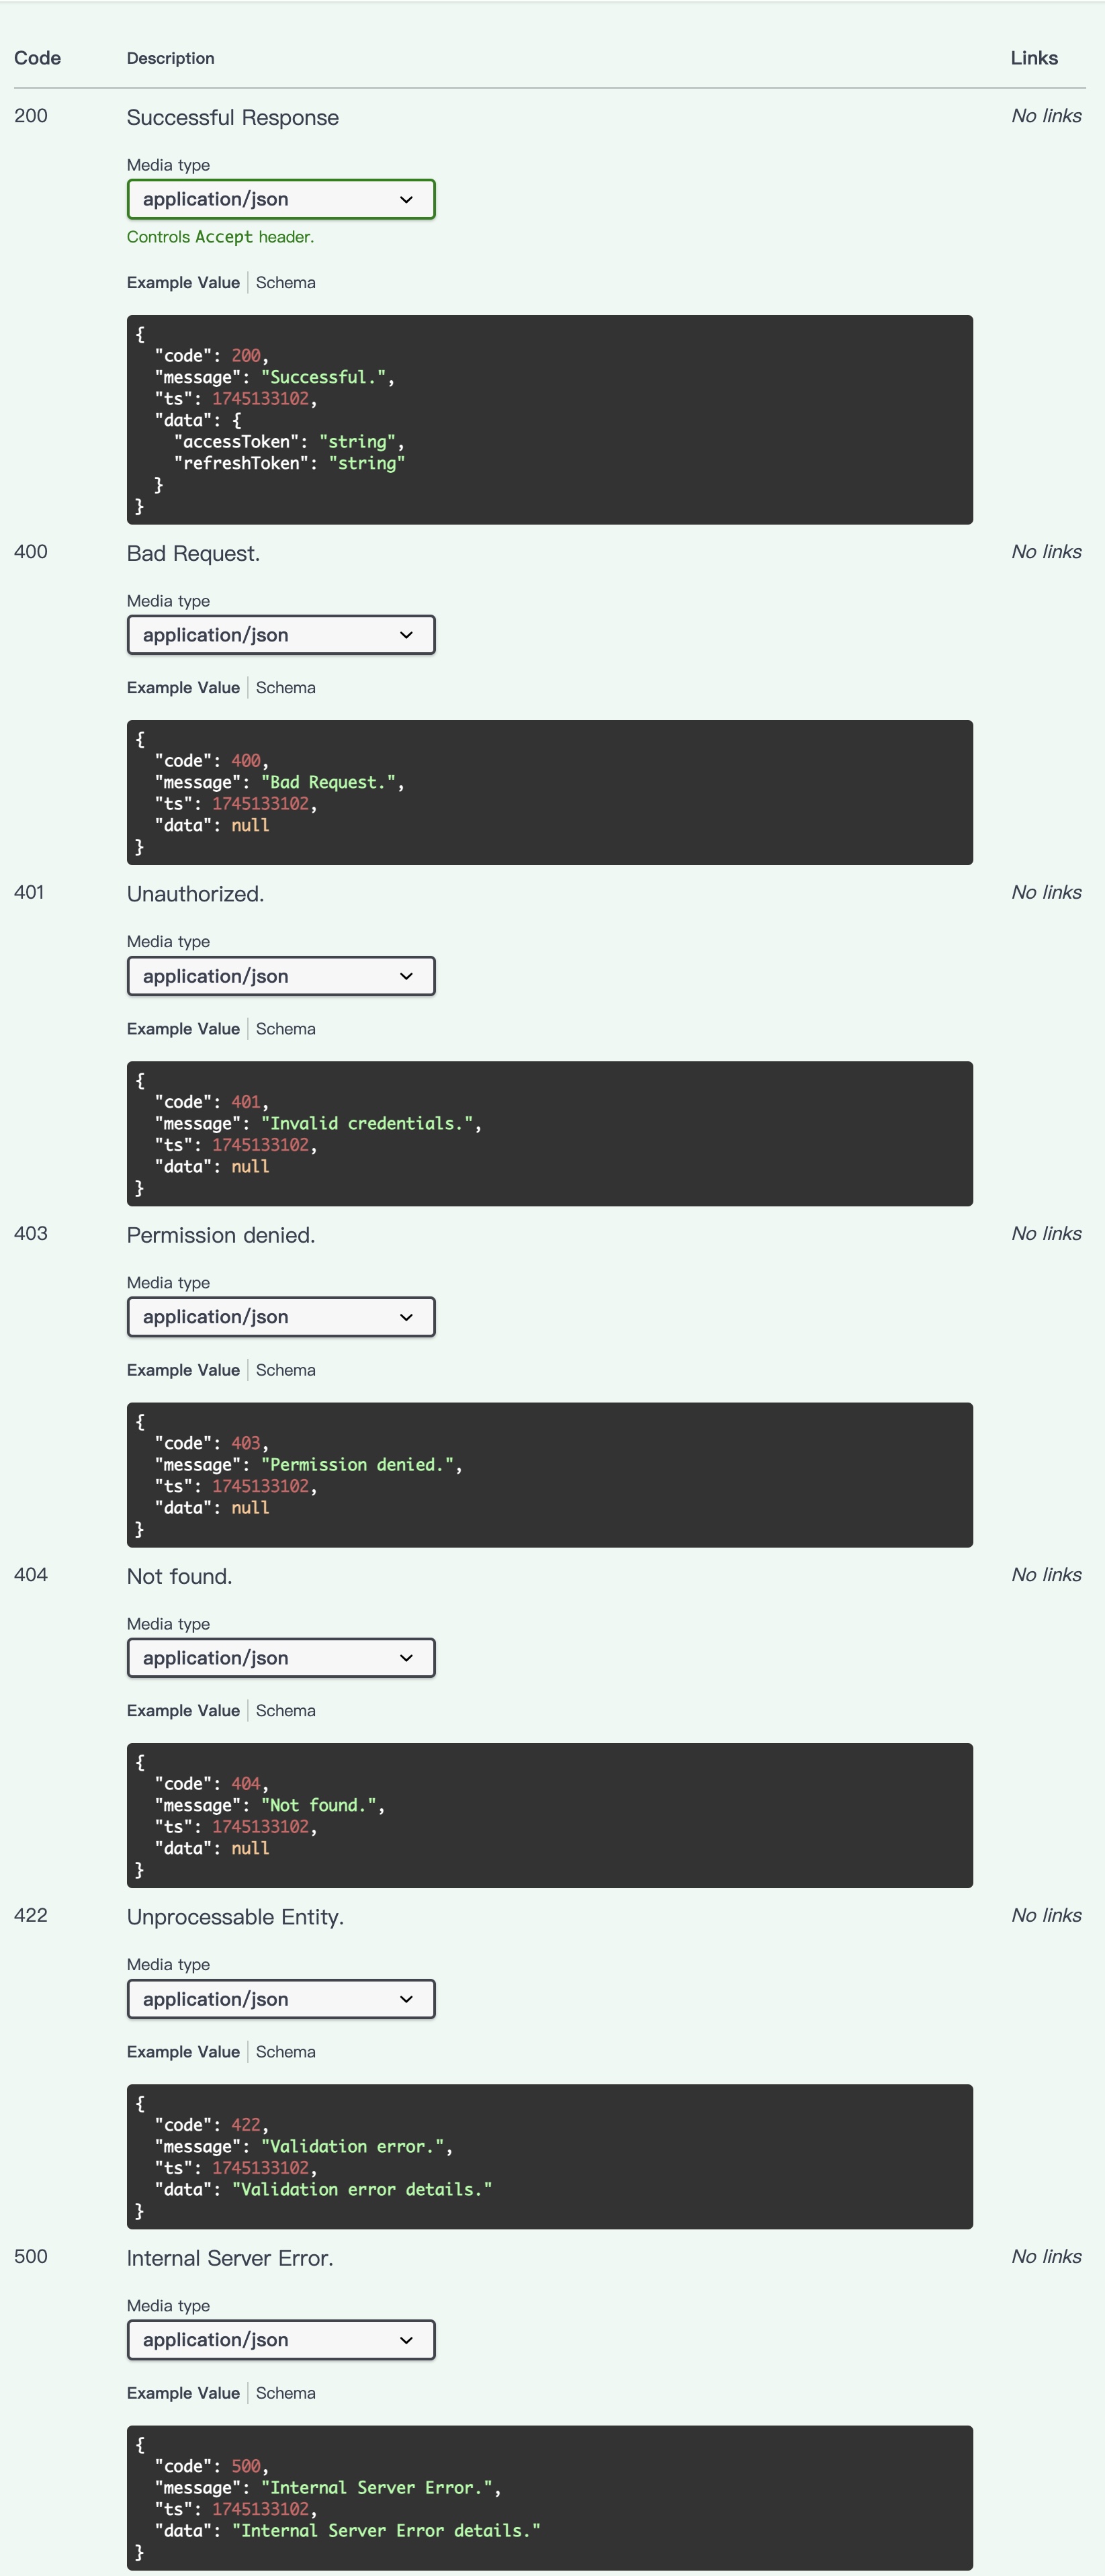 Code Description Links
200 Successful Response No links
Media type
application/json
Controls Accept header.
Example Value Schema
{
  "code": 200,
  "message": "Successful.",
  "ts": 1745133102,
  "data": {
    "accessToken": "string",
    "refreshToken": "string"
  }
}
400 Bad Request. No links
Media type
application/json
Example Value Schema
{
  "code": 400,
  "message": "Bad Request.",
  "ts": 1745133102,
  "data": null
}
401 Unauthorized. No links
Media type
application/json
Example Value Schema
{
  "code": 401,
  "message": "Invalid credentials.",
  "ts": 1745133102,
  "data": null
}
403 Permission denied. No links
Media type
application/json
Example Value Schema
{
  "code": 403,
  "message": "Permission denied.",
  "ts": 1745133102,
  "data": null
}
404 Not found. No links
Media type
application/json
Example Value Schema
{
  "code": 404,
  "message": "Not found.",
  "ts": 1745133102,
  "data": null
}
422 Unprocessable Entity. No links
Media type
application/json
Example Value Schema
{
  "code": 422,
  "message": "Validation error.",
  "ts": 1745133102,
  "data": "Validation error details."
}
500 Internal Server Error. No links
Media type
application/json
Example Value Schema
{
  "code": 500,
  "message": "Internal Server Error.",
  "ts": 1745133102,
  "data": "Internal Server Error details."
}